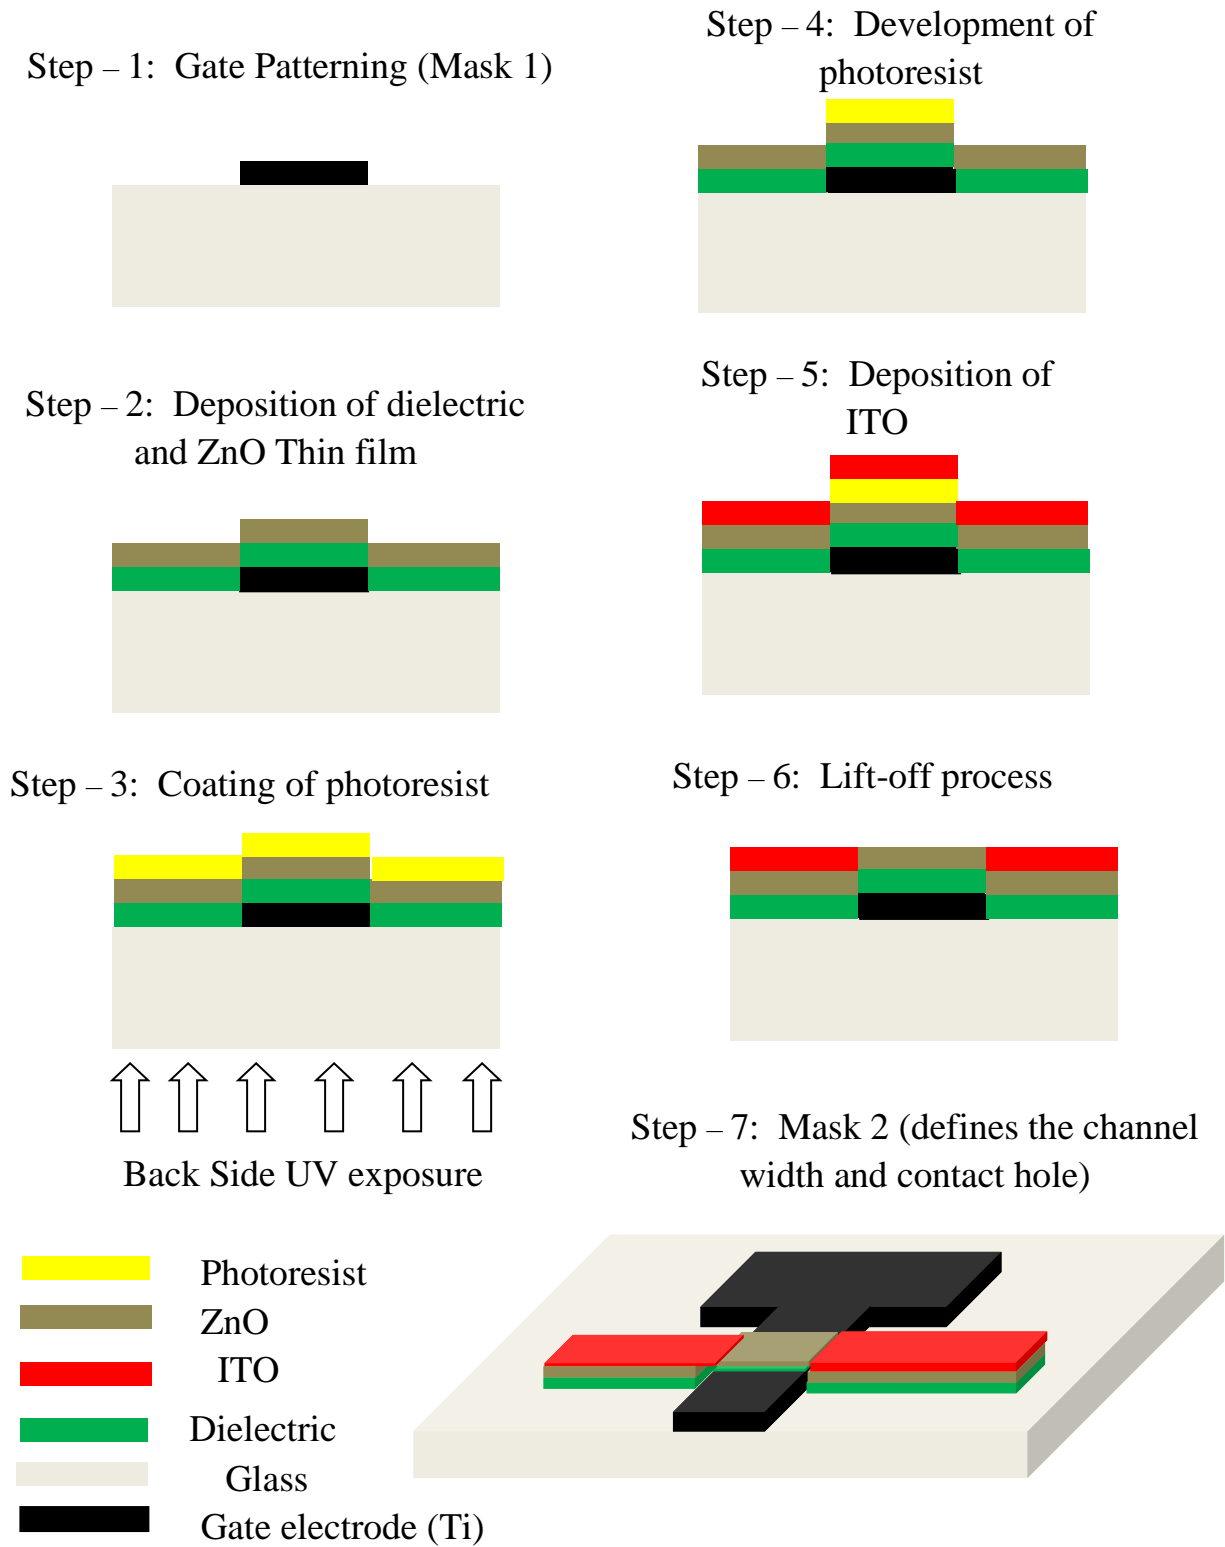 Step – 1: Gate Patterning (Mask 1)
Step – 2: Deposition of dielectric
and ZnO Thin film
Step – 3: Coating of photoresist
Back Side UV exposure
Step – 4: Development of
photoresist
Step – 5: Deposition of
ITO
Step – 6: Lift-off process
Step – 7: Mask 2 (defines the channel
width and contact hole)
Photoresist
ZnO
ITO
Dielectric
Glass
Gate electrode (Ti)